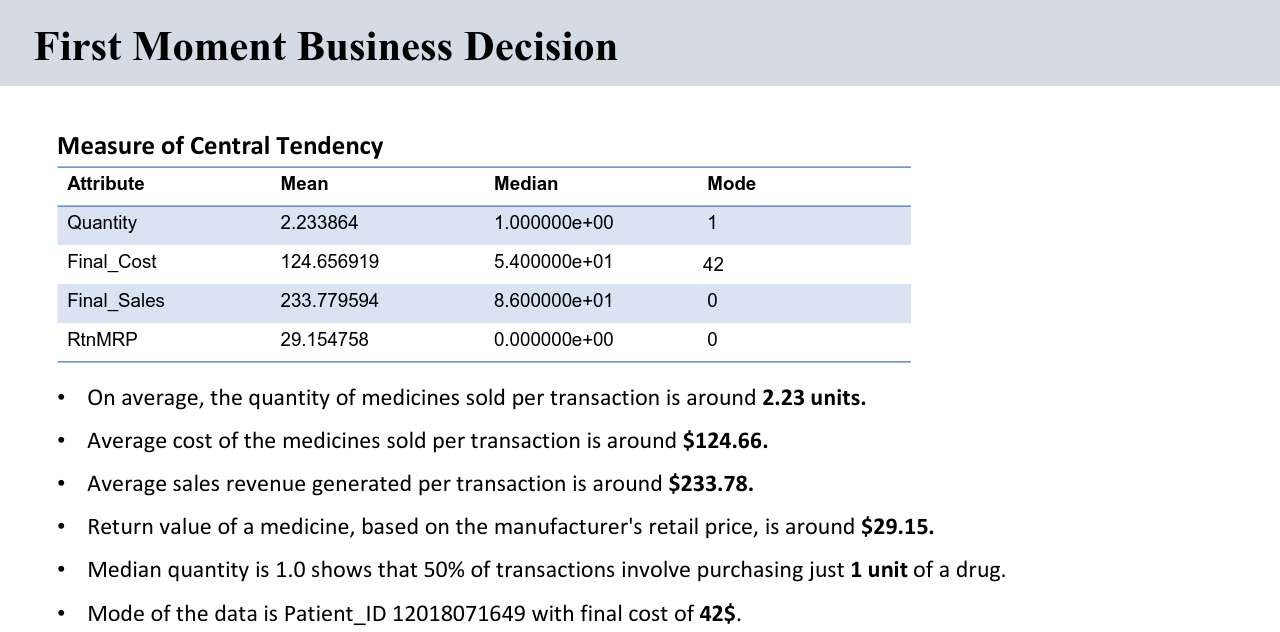 First Moment Business Decision
Measure of Central Tendency
Attribute Mean Median Mode
Quantity 2.233864 1.000000e+00 1
Final_Cost 124.656919 5.400000e+01 42
Final_Sales 233.779594 8.600000e+01 0
RtnMRP 29.154758 0.000000e+00 0
• On average, the quantity of medicines sold per transaction is around 2.23 units.
• Average cost of the medicines sold per transaction is around $124.66.
• Average sales revenue generated per transaction is around $233.78.
• Return value of a medicine, based on the manufacturer's retail price, is around $29.15.
• Median quantity is 1.0 shows that 50% of transactions involve purchasing just 1 unit of a drug.
• Mode of the data is Patient_ID 12018071649 with final cost of 42$.